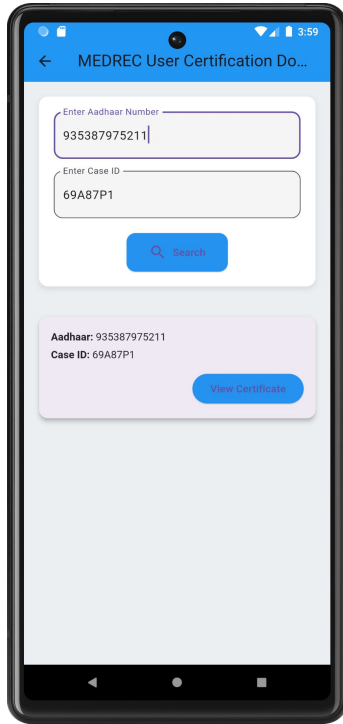 3:59
MEDREC User Certification Do...
Enter Aadhaar Number
935387975211
Enter Case ID
69A87P1
Search
Aadhaar: 935387975211
Case ID: 69A87P1
View Certificate